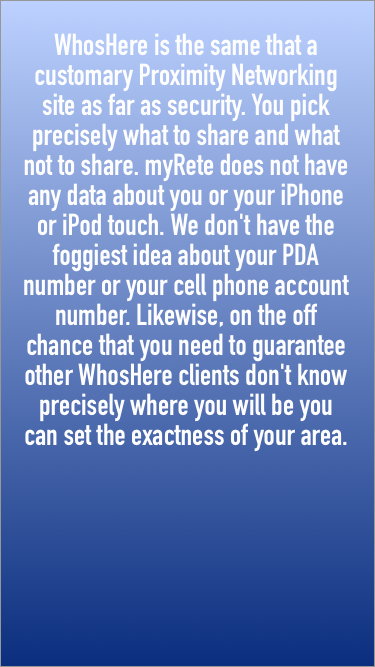 WhosHere is the same that a
customary Proximity Networking
site as far as security. You pick
precisely what to share and what
not to share. myRete does not have
any data about you or your iPhone
or iPod touch. We don't have the
foggiest idea about your PDA
number or your cell phone account
number. Likewise, on the off
chance that you need to guarantee
other WhosHere clients don't know
precisely where you will be you
can set the exactness of your area.